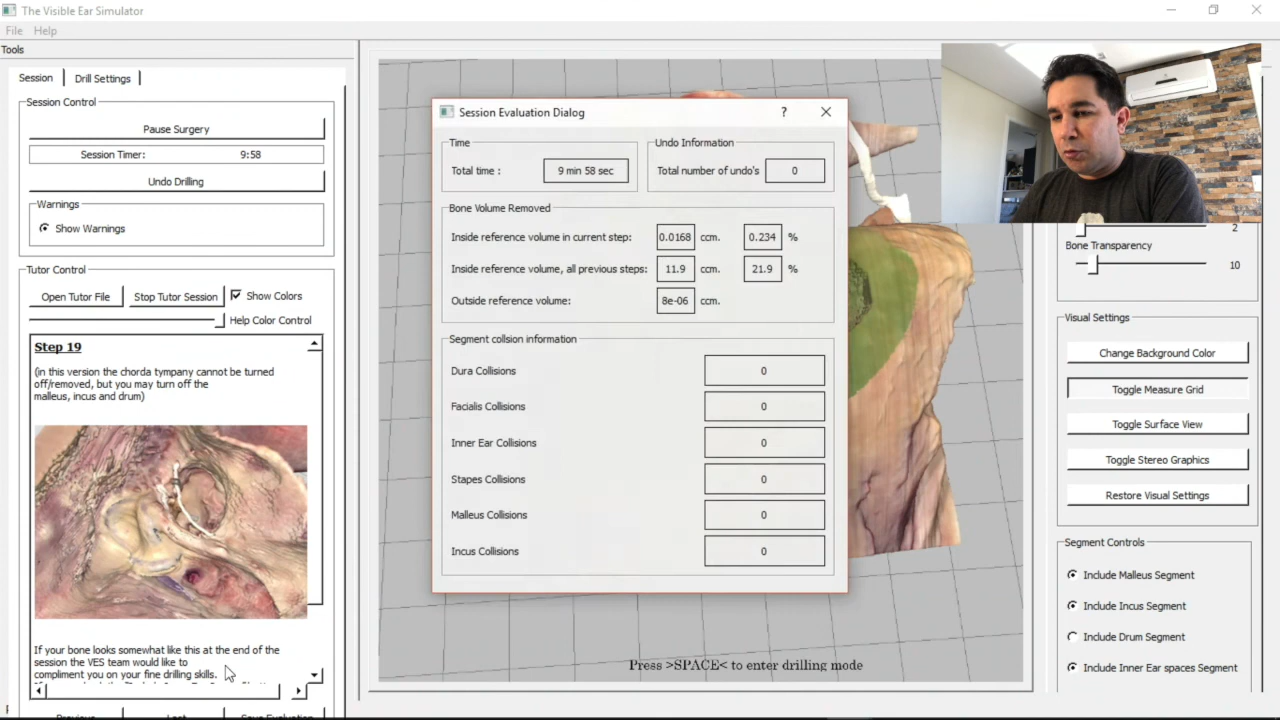 The Visible Ear Simulator
File Help
Tools
Session Drill Settings
Session Control
Pause Surgery
Session Timer: 9:58
Undo Drilling
Warnings
Show Warnings
Tutor Control
Open Tutor File Stop Tutor Session Show Colors
Help Color Control
Step 19
(in this version the chorda tympany cannot be turned
off/removed, but you may turn off the
malleus, incus and drum)
If your bone looks somewhat like this at the end of the
session the VES team would like to
compliment you on your fine drilling skills.
Previous Last Save Evaluation
Session Evaluation Dialog ?
Time
Total time : 9 min 58 sec
Undo Information
Total number of undo's 0
Bone Volume Removed
Inside reference volume in current step: 0.0168 ccm. 0.234 %
Inside reference volume, all previous steps: 11.9 ccm. 21.9 %
Outside reference volume: 8e-06 ccm.
Segment collsion information
Dura Collisions 0
Facialis Collisions 0
Inner Ear Collisions 0
Stapes Collisions 0
Malleus Collisions 0
Incus Collisions 0
Press >SPACE< to enter drilling mode
2
Bone Transparency
10
Visual Settings
Change Background Color
Toggle Measure Grid
Toggle Surface View
Toggle Stereo Graphics
Restore Visual Settings
Segment Controls
Include Malleus Segment
Include Incus Segment
Include Drum Segment
Include Inner Ear spaces Segment